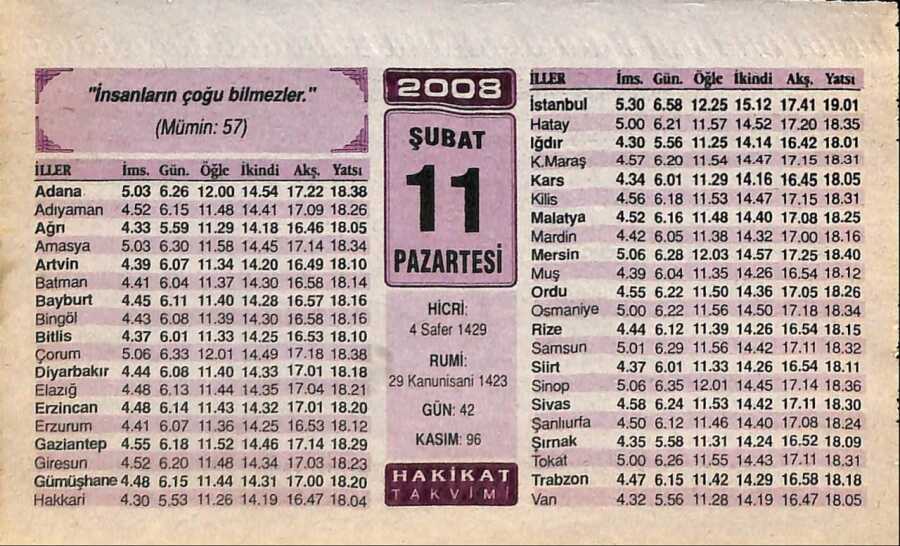 "İnsanların çoğu bilmezler."
(Mümin: 57)
İLLER İms. Gün. Öğle İkindi Akş. Yatsı
Adana 5.03 6.26 12.00 14.54 17.22 18.38
Adıyaman 4.52 6.15 11.48 14.41 17.09 18.26
Ağrı 4.33 5.59 11.29 14.18 16.46 18.05
Amasya 5.03 6.30 11.58 14.45 17.14 18.34
Artvin 4.39 6.07 11.34 14.20 16.49 18.10
Batman 4.41 6.04 11.37 14.30 16.58 18.14
Bayburt 4.45 6.11 11.40 14.28 16.57 18.16
Bingöl 4.43 6.08 11.39 14.30 16.58 18.16
Bitlis 4.37 6.01 11.33 14.25 16.53 18.10
Çorum 5.06 6.33 12.01 14.49 17.18 18.38
Diyarbakır 4.44 6.08 11.40 14.33 17.01 18.18
Elazığ 4.48 6.13 11.44 14.35 17.04 18.21
Erzincan 4.48 6.14 11.43 14.32 17.01 18.20
Erzurum 4.41 6.07 11.36 14.25 16.53 18.12
Gaziantep 4.55 6.18 11.52 14.46 17.14 18.29
Giresun 4.52 6.20 11.48 14.34 17.03 18.23
Gümüşhane 4.48 6.15 11.44 14.31 17.00 18.20
Hakkari 4.30 5.53 11.26 14.19 16.47 18.04
2008
ŞUBAT
11
PAZARTESİ
HİCRİ:
4 Safer 1429
RUMİ:
29 Kanunisani 1423
GÜN: 42
KASIM: 96
HAKİKAT
TAKVİMİ
İLLER İms. Gün. Öğle İkindi Akş. Yatsı
İstanbul 5.30 6.58 12.25 15.12 17.41 19.01
Hatay 5.00 6.21 11.57 14.52 17.20 18.35
Iğdır 4.30 5.56 11.25 14.14 16.42 18.01
K.Maraş 4.57 6.20 11.54 14.47 17.15 18.31
Kars 4.34 6.01 11.29 14.16 16.45 18.05
Kilis 4.56 6.18 11.53 14.47 17.15 18.31
Malatya 4.52 6.16 11.48 14.40 17.08 18.25
Mardin 4.42 6.05 11.38 14.32 17.00 18.16
Mersin 5.06 6.28 12.03 14.57 17.25 18.40
Muş 4.39 6.04 11.35 14.26 16.54 18.12
Ordu 4.55 6.22 11.50 14.36 17.05 18.26
Osmaniye 5.00 6.22 11.56 14.50 17.18 18.34
Rize 4.44 6.12 11.39 14.26 16.54 18.15
Samsun 5.01 6.29 11.56 14.42 17.11 18.32
Siirt 4.37 6.01 11.33 14.26 16.54 18.11
Sinop 5.06 6.35 12.01 14.45 17.14 18.36
Sivas 4.58 6.24 11.53 14.42 17.11 18.30
Şanlıurfa 4.50 6.12 11.46 14.40 17.08 18.24
Şırnak 4.35 5.58 11.31 14.24 16.52 18.09
Tokat 5.00 6.26 11.55 14.43 17.11 18.31
Trabzon 4.47 6.15 11.42 14.29 16.58 18.18
Van 4.32 5.56 11.28 14.19 16.47 18.05